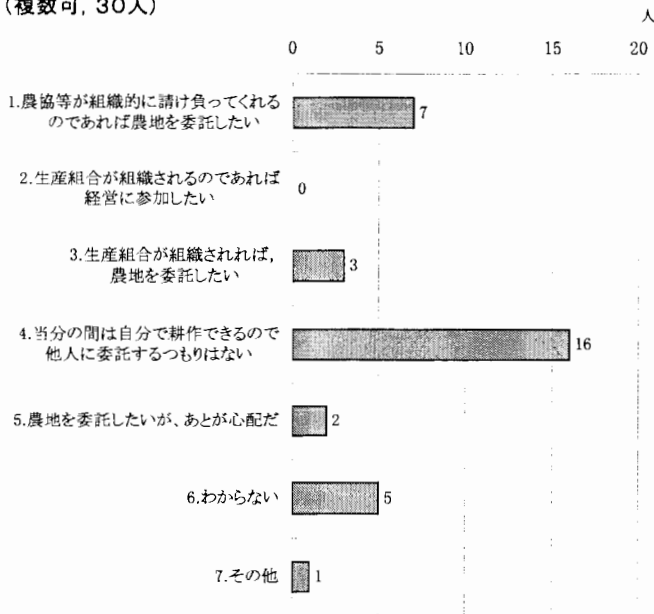 (複数可, 30人)
人
0 5 10 15 20
1.農協等が組織的に請け負ってくれる
のであれば農地を委託したい
7
2.生産組合が組織されるのであれば
経営に参加したい
0
3.生産組合が組織されれば,
農地を委託したい
3
4.当分の間は自分で耕作できるので
他人に委託するつもりはない
16
5.農地を委託したいが、あとが心配だ
2
6.わからない
5
7.その他
1